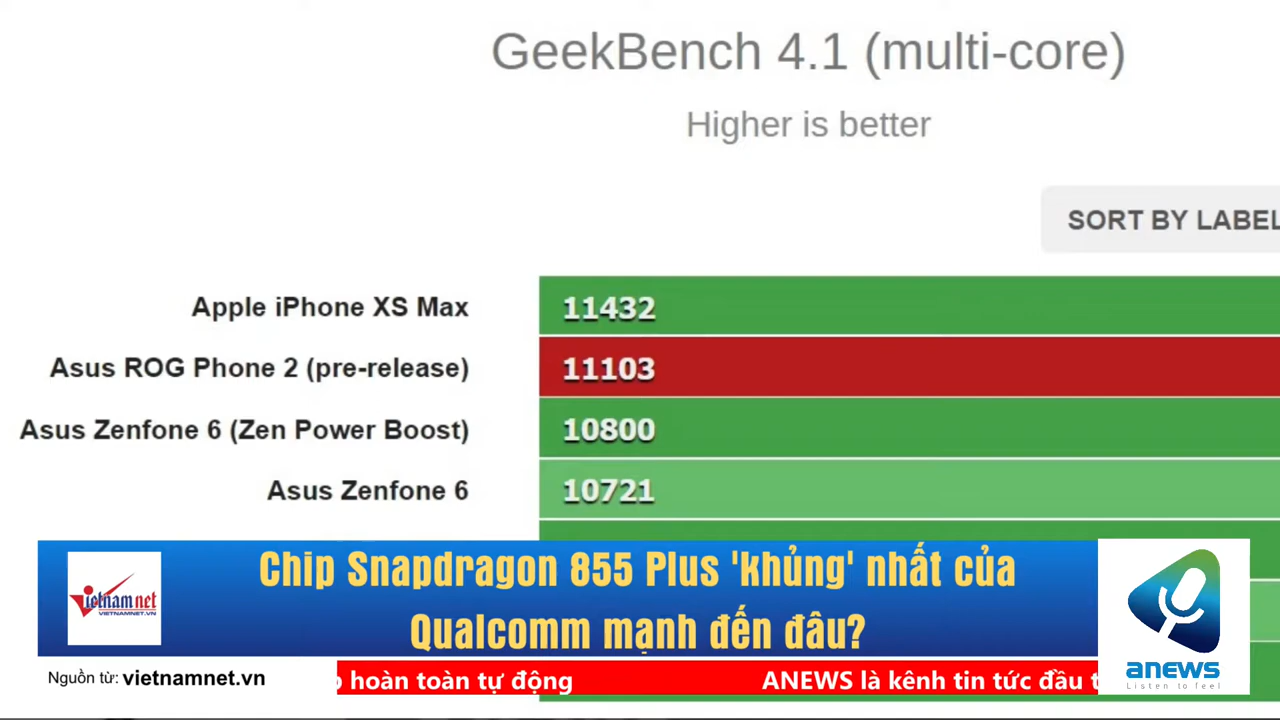 GeekBench 4.1 (multi-core)
Higher is better
SORT BY LABEL
Apple iPhone XS Max 11432
Asus ROG Phone 2 (pre-release) 11103
Asus Zenfone 6 (Zen Power Boost) 10800
Asus Zenfone 6 10721
Chip Snapdragon 855 Plus 'khủng' nhất của
Qualcomm mạnh đến đâu?
Vietnamnet
VIETNAMNET.VN
anews
Listen to feel
Nguồn từ: vietnamnet.vn
hoàn toàn tự động ANEWS là kênh tin tức đầu